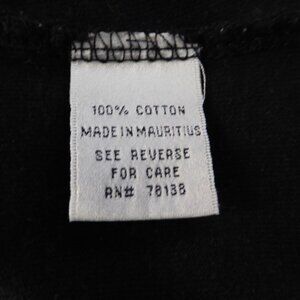 100% COTTON
MADE IN MAURITIUS
SEE REVERSE
FOR CARE
RN# 78138